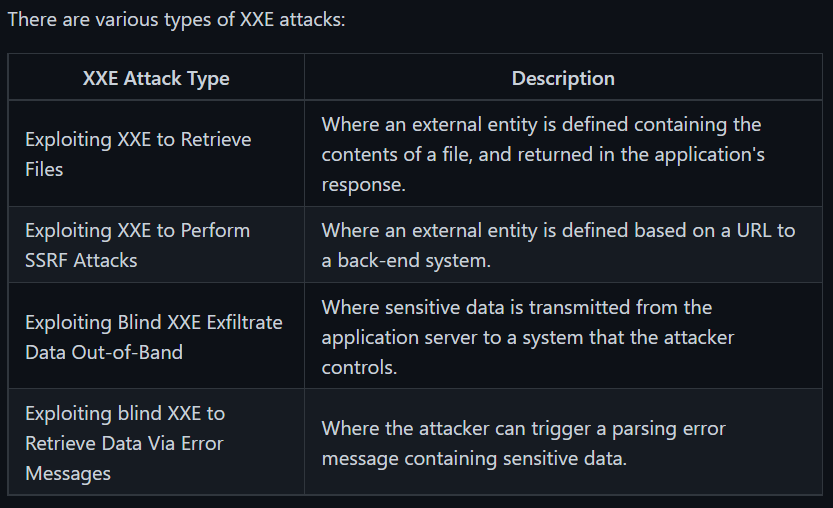 There are various types of XXE attacks:
XXE Attack Type
Description
Exploiting XXE to Retrieve
Files
Where an external entity is defined containing the
contents of a file, and returned in the application's
response.
Exploiting XXE to Perform
SSRF Attacks
Where an external entity is defined based on a URL to
a back-end system.
Exploiting Blind XXE Exfiltrate
Data Out-of-Band
Where sensitive data is transmitted from the
application server to a system that the attacker
controls.
Exploiting blind XXE to
Retrieve Data Via Error
Messages
Where the attacker can trigger a parsing error
message containing sensitive data.